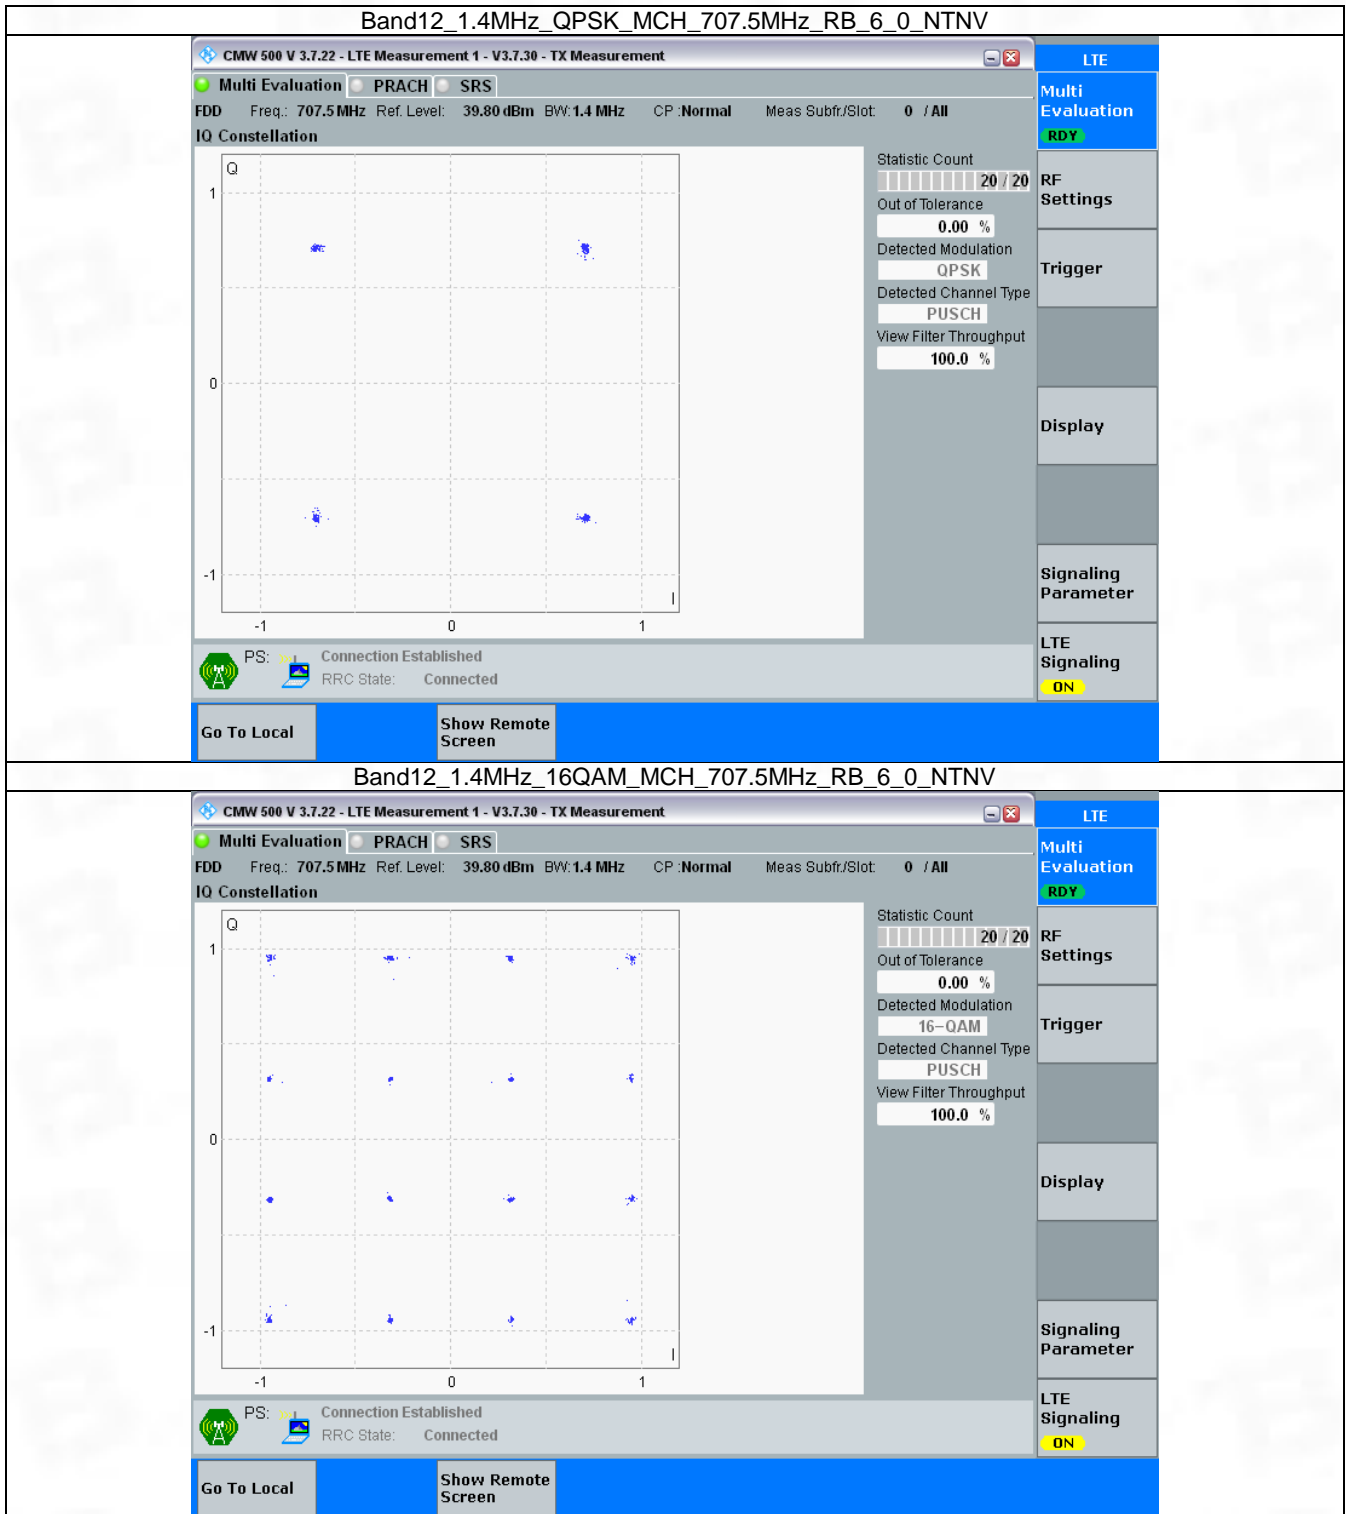 Band12_1.4MHz_QPSK_MCH_707.5MHz_RB_6_0_NTNV
CMW 500 V 3.7.22 - LTE Measurement 1 - V3.7.30 - TX Measurement
LTE
Multi Evaluation PRACH SRS
FDD Freq.: 707.5 MHz Ref. Level: 39.80 dBm BW: 1.4 MHz CP : Normal Meas Subfr./Slot: 0 / All
IQ Constellation
Q
1
0
-1
I
-1 0 1
Statistic Count
20 / 20
Out of Tolerance
0.00 %
Detected Modulation
QPSK
Detected Channel Type
PUSCH
View Filter Throughput
100.0 %
Multi
Evaluation
RDY
RF
Settings
Trigger
Display
Signaling
Parameter
LTE
Signaling
ON
PS: Connection Established
RRC State: Connected
Go To Local
Show Remote
Screen
Band12_1.4MHz_16QAM_MCH_707.5MHz_RB_6_0_NTNV
CMW 500 V 3.7.22 - LTE Measurement 1 - V3.7.30 - TX Measurement
LTE
Multi Evaluation PRACH SRS
FDD Freq.: 707.5 MHz Ref. Level: 39.80 dBm BW: 1.4 MHz CP : Normal Meas Subfr./Slot: 0 / All
IQ Constellation
Q
1
0
-1
I
-1 0 1
Statistic Count
20 / 20
Out of Tolerance
0.00 %
Detected Modulation
16-QAM
Detected Channel Type
PUSCH
View Filter Throughput
100.0 %
Multi
Evaluation
RDY
RF
Settings
Trigger
Display
Signaling
Parameter
LTE
Signaling
ON
PS: Connection Established
RRC State: Connected
Go To Local
Show Remote
Screen